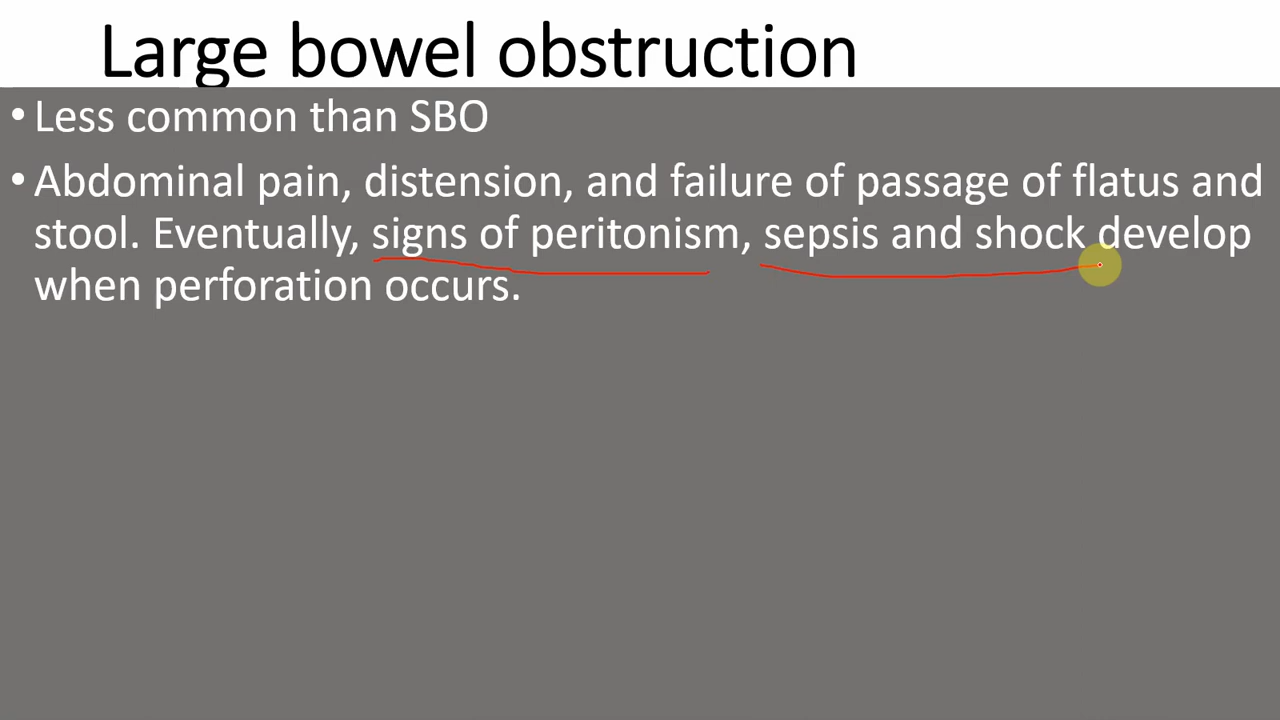 Large bowel obstruction
• Less common than SBO
• Abdominal pain, distension, and failure of passage of flatus and
stool. Eventually, signs of peritonism, sepsis and shock develop
when perforation occurs.